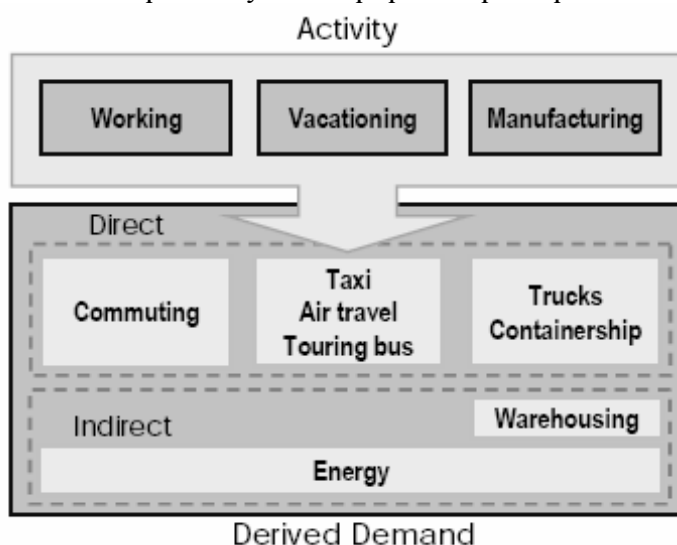 Activity
Working
Vacationing
Manufacturing
Direct
Commuting
Taxi
Air travel
Touring bus
Trucks
Containership
Indirect
Warehousing
Energy
Derived Demand